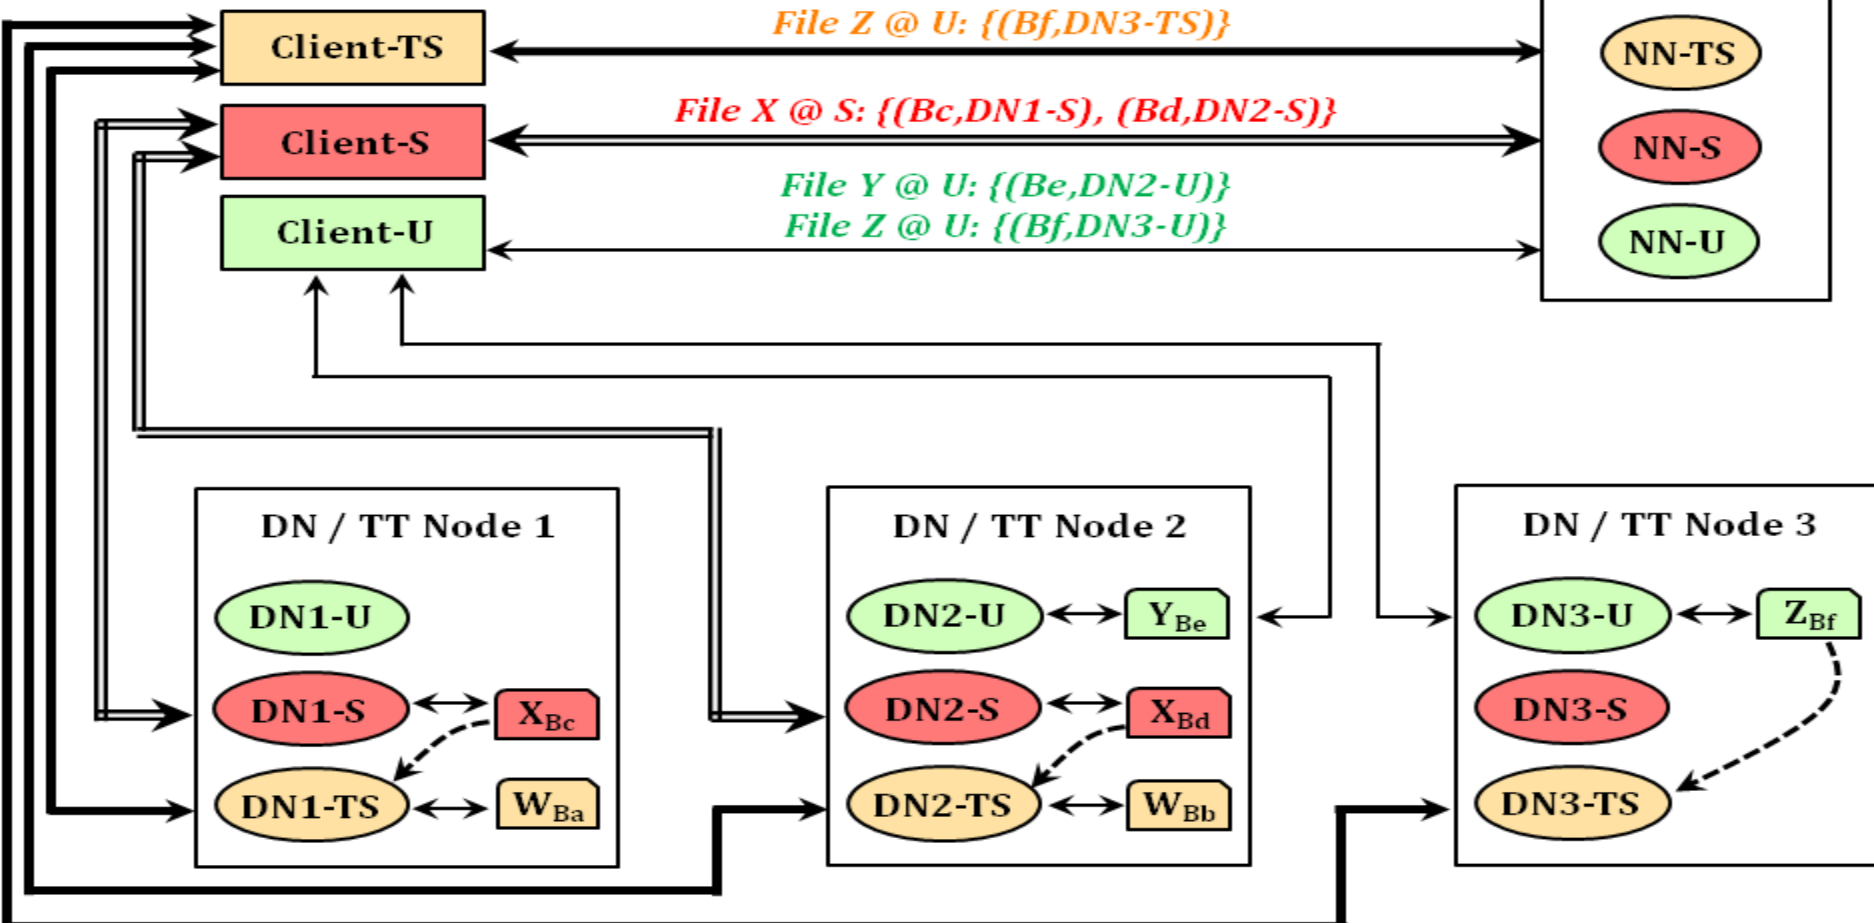 File Z @ U: {(Bf,DN3-TS)}
Client-TS
NN-TS
File X @ S: {(Bc,DN1-S), (Bd,DN2-S)}
Client-S
NN-S
File Y @ U: {(Be,DN2-U)}
File Z @ U: {(Bf,DN3-U)}
Client-U
NN-U
DN / TT Node 1
DN1-U
DN1-S
XBc
DN1-TS
WBa
DN / TT Node 2
DN2-U
YBe
DN2-S
XBd
DN2-TS
WBb
DN / TT Node 3
DN3-U
ZBf
DN3-S
DN3-TS